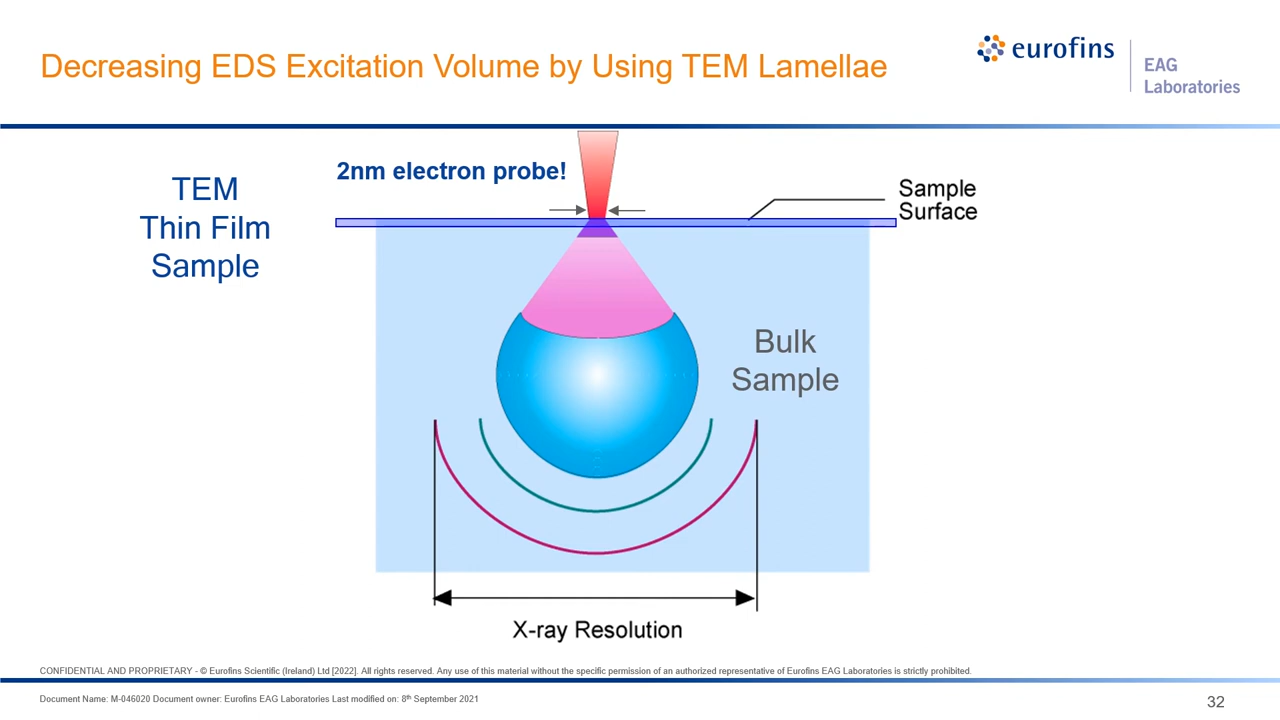 Decreasing EDS Excitation Volume by Using TEM Lamellae
eurofins
EAG
Laboratories
2nm electron probe!
TEM
Thin Film
Sample
Sample
Surface
Bulk
Sample
X-ray Resolution
CONFIDENTIAL AND PROPRIETARY - © Eurofins Scientific (Ireland) Ltd [2022]. All rights reserved. Any use of this material without the specific permission of an authorized representative of Eurofins EAG Laboratories is strictly prohibited.
Document Name: M-046020 Document owner: Eurofins EAG Laboratories Last modified on: 8th September 2021
32